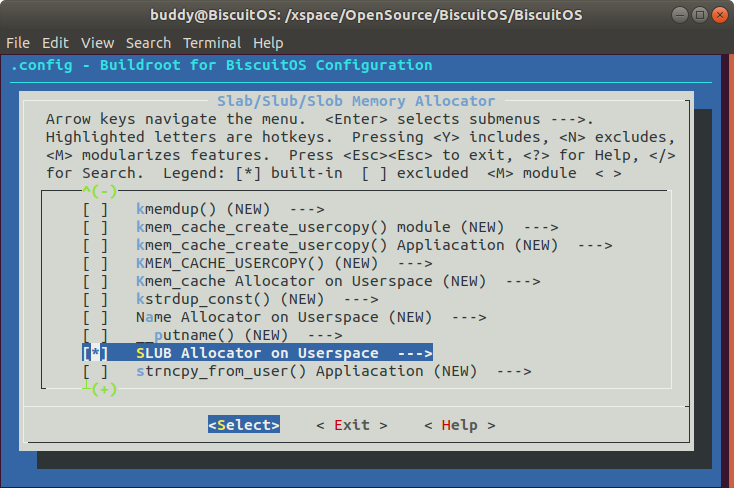 buddy@BiscuitOS: /xspace/OpenSource/BiscuitOS/BiscuitOS
File Edit View Search Terminal Help
.config - Buildroot for BiscuitOS Configuration
Slab/Slub/Slob Memory Allocator
Arrow keys navigate the menu.  <Enter> selects submenus --->.
Highlighted letters are hotkeys.  Pressing <Y> includes, <N> excludes,
<M> modularizes features.  Press <Esc><Esc> to exit, <?> for Help, </>
for Search.  Legend: [*] built-in  [ ] excluded  <M> module  < >
^(-)
[ ]   kmemdup() (NEW)  --->
[ ]   kmem_cache_create_usercopy() module (NEW)  --->
[ ]   kmem_cache_create_usercopy() Appliacation (NEW)  --->
[ ]   KMEM_CACHE_USERCOPY() (NEW)  --->
[ ]   Kmem_cache Allocator on Userspace (NEW)  --->
[ ]   kstrdup_const() (NEW)  --->
[ ]   Name Allocator on Userspace (NEW)  --->
[ ]   __putname() (NEW)  --->
[*]   SLUB Allocator on Userspace  --->
[ ]   strncpy_from_user() Appliacation (NEW)  --->
┴(+)
<Select>    < Exit >    < Help >